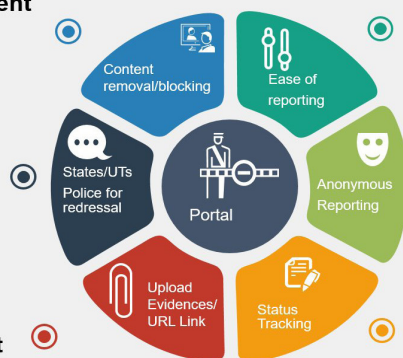 ent
Content
removal/blocking
Ease of
reporting
States/UTs
Police for
redressal
Portal
Anonymous
Reporting
Upload
Evidences/
URL Link
Status
Tracking
t